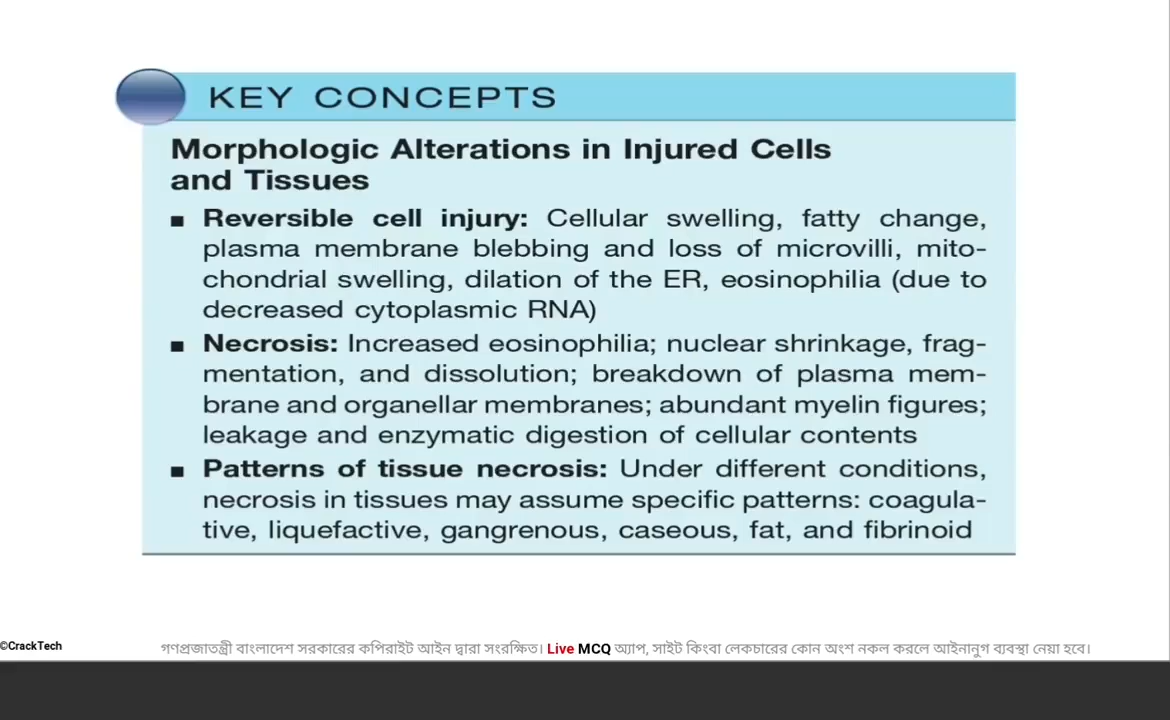 KEY CONCEPTS
Morphologic Alterations in Injured Cells
and Tissues
▪ Reversible cell injury: Cellular swelling, fatty change,
plasma membrane blebbing and loss of microvilli, mito-
chondrial swelling, dilation of the ER, eosinophilia (due to
decreased cytoplasmic RNA)
▪ Necrosis: Increased eosinophilia; nuclear shrinkage, frag-
mentation, and dissolution; breakdown of plasma mem-
brane and organellar membranes; abundant myelin figures;
leakage and enzymatic digestion of cellular contents
▪ Patterns of tissue necrosis: Under different conditions,
necrosis in tissues may assume specific patterns: coagula-
tive, liquefactive, gangrenous, caseous, fat, and fibrinoid
©CrackTech
গণপ্রজাতন্ত্রী বাংলাদেশ সরকারের কপিরাইট আইন দ্বারা সংরক্ষিত। Live MCQ অ্যাপ, সাইট কিংবা লেকচারের কোন অংশ নকল করলে আইনানুগ ব্যবস্থা নেয়া হবে।